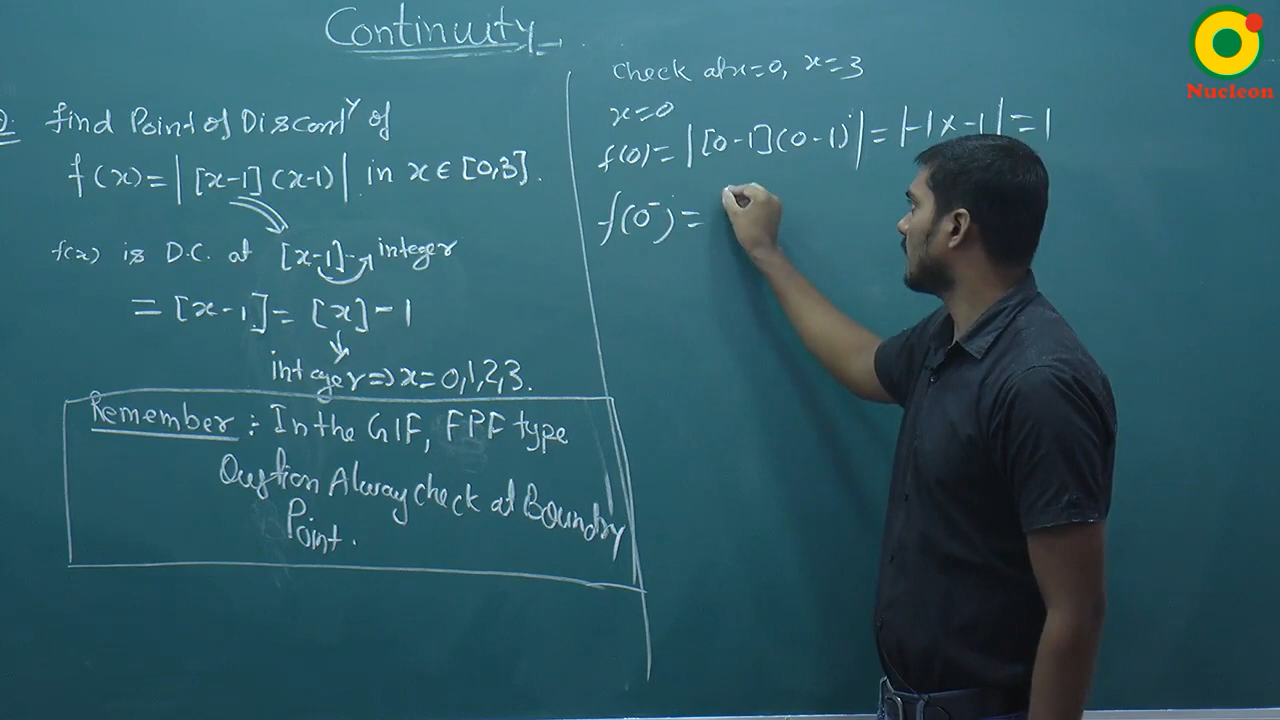 Continuity
Q. find Point of Discont^y of
f(x) = | [x-1] (x-1) | in x ∈ [0,3].
f(x) is D.C. at [x-1] → integer
= [x-1] = [x] - 1
integer => x = 0,1,2,3.
Remember : In the GIF, FPF type
Question Alway check at Boundry
Point.
check at x=0, x=3
x=0
f(0) = | [0-1] (0-1) | = |-1 x -1| = 1
f(0⁻) =
Nucleon